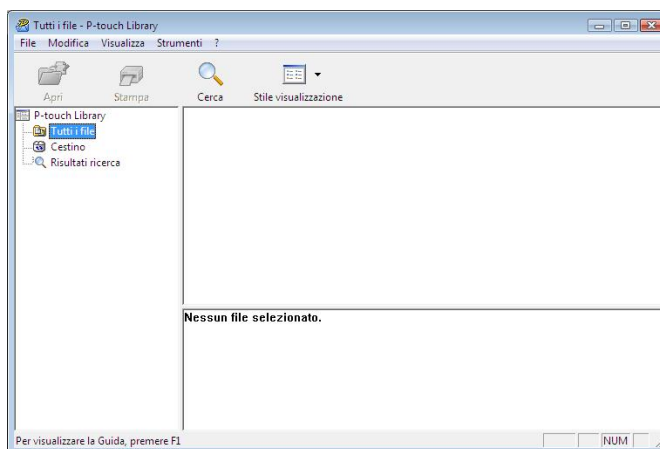 Tutti i file - P-touch Library
File Modifica Visualizza Strumenti ?
Apri Stampa Cerca Stile visualizzazione
P-touch Library
Tutti i file
Cestino
Risultati ricerca
Nessun file selezionato.
Per visualizzare la Guida, premere F1 NUM